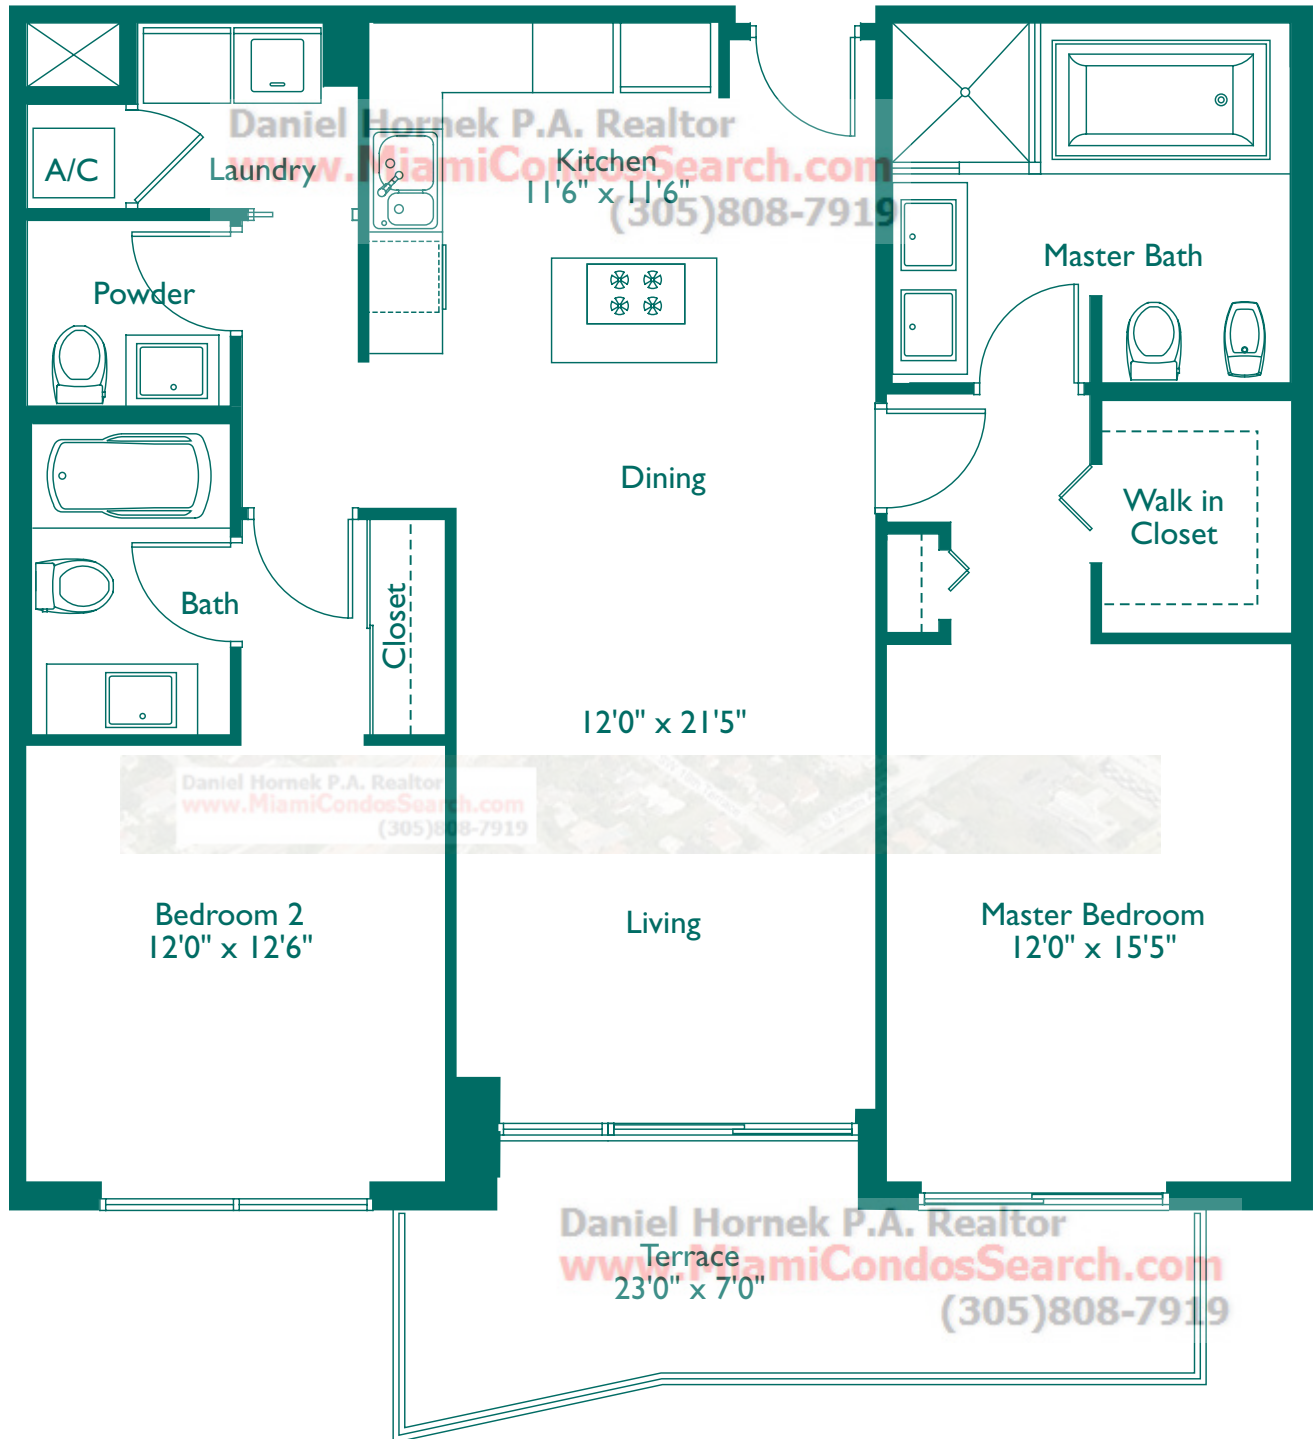 Daniel Hornek P.A. Realtor
www.MiamiCondosSearch.com
(305)808-7919
A/C
Laundry
Kitchen
11'6" x 11'6"
Master Bath
Powder
Dining
Walk in
Closet
Bath
Closet
12'0" x 21'5"
Daniel Hornek P.A. Realtor
www.MiamiCondosSearch.com
(305)808-7919
Bedroom 2
12'0" x 12'6"
Living
Master Bedroom
12'0" x 15'5"
Daniel Hornek P.A. Realtor
www.MiamiCondosSearch.com
(305)808-7919
Terrace
23'0" x 7'0"